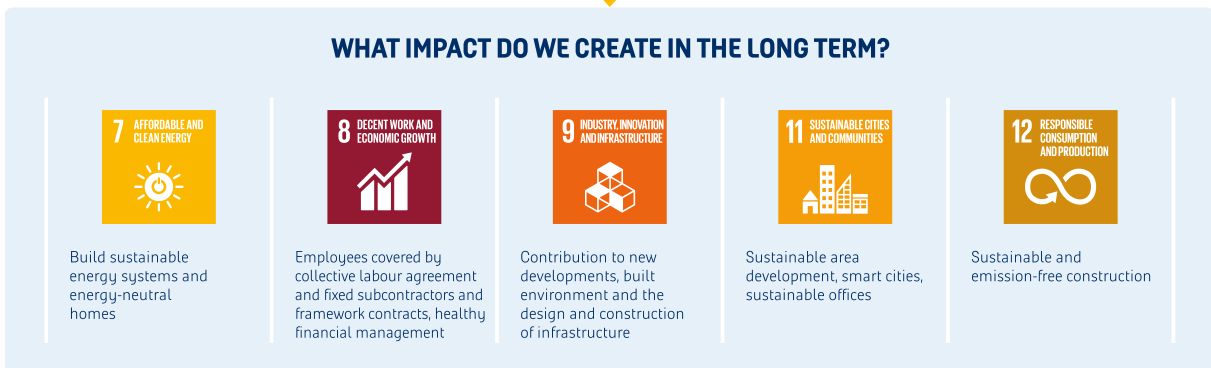 WHAT IMPACT DO WE CREATE IN THE LONG TERM?
7 AFFORDABLE AND
CLEAN ENERGY
Build sustainable
energy systems and
energy-neutral
homes
8 DECENT WORK AND
ECONOMIC GROWTH
Employees covered by
collective labour agreement
and fixed subcontractors and
framework contracts, healthy
financial management
9 INDUSTRY, INNOVATION
AND INFRASTRUCTURE
Contribution to new
developments, built
environment and the
design and construction
of infrastructure
11 SUSTAINABLE CITIES
AND COMMUNITIES
Sustainable area
development, smart cities,
sustainable offices
12 RESPONSIBLE
CONSUMPTION
AND PRODUCTION
Sustainable and
emission-free construction